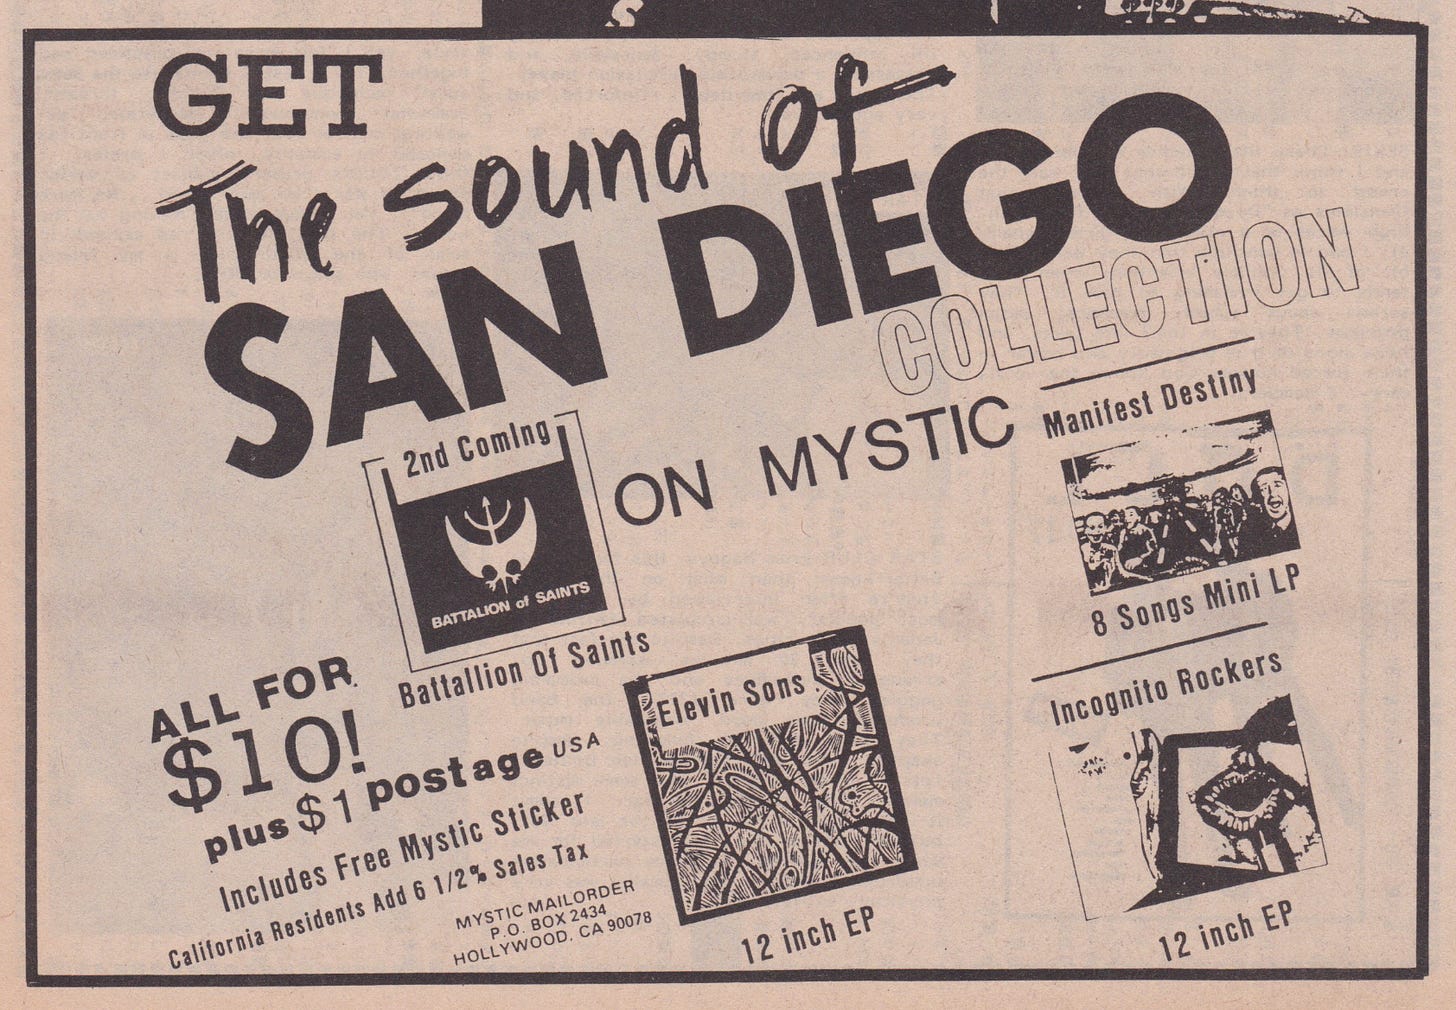 GET
The sound of
SAN DIEGO
COLLECTION
ON MYSTIC
2nd ComIng
BATTALION of SAINTS
Battallion Of Saints
Manifest Destiny
8 Songs Mini LP
Elevin Sons
12 inch EP
Incognito Rockers
12 inch EP
ALL FOR
$10!
plus $1 postage USA
Includes Free Mystic Sticker
California Residents Add 6 1/2% Sales Tax
MYSTIC MAILORDER
P.O. BOX 2434
HOLLYWOOD, CA 90078